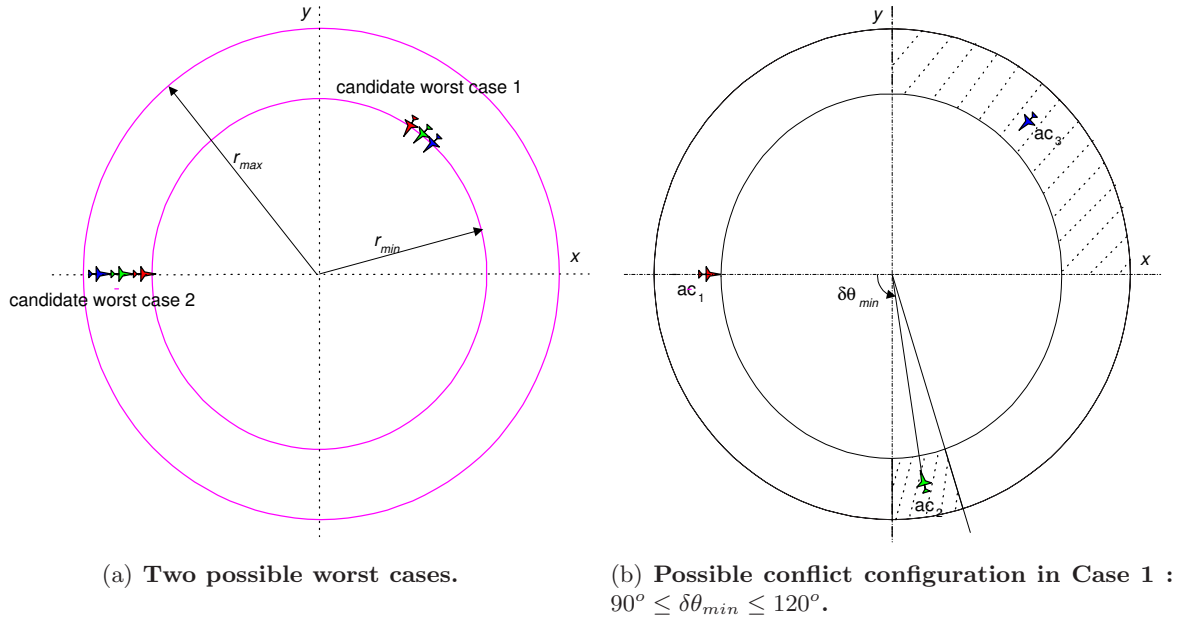 y
candidate worst case 1
r_max
r_min
x
candidate worst case 2
(a) Two possible worst cases.
y
ac_3
x
ac_1
δθ_min
ac_2
(b) Possible conflict configuration in Case 1 :
90° ≤ δθ_min ≤ 120°.